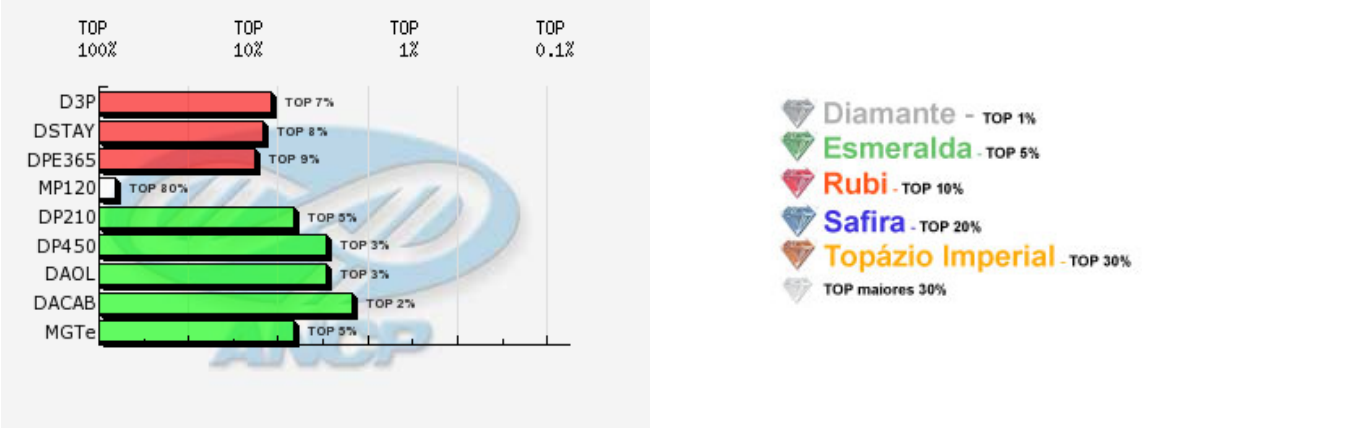 TOP TOP TOP TOP
100% 10% 1% 0.1%
D3P TOP 7%
DSTAY TOP 8%
DPE365 TOP 9%
MP120 TOP 80%
DP210 TOP 5%
DP450 TOP 3%
DAOL TOP 3%
DACAB TOP 2%
MGTe TOP 5%
ANCP
Diamante - TOP 1%
Esmeralda - TOP 5%
Rubi - TOP 10%
Safira - TOP 20%
Topázio Imperial - TOP 30%
TOP maiores 30%